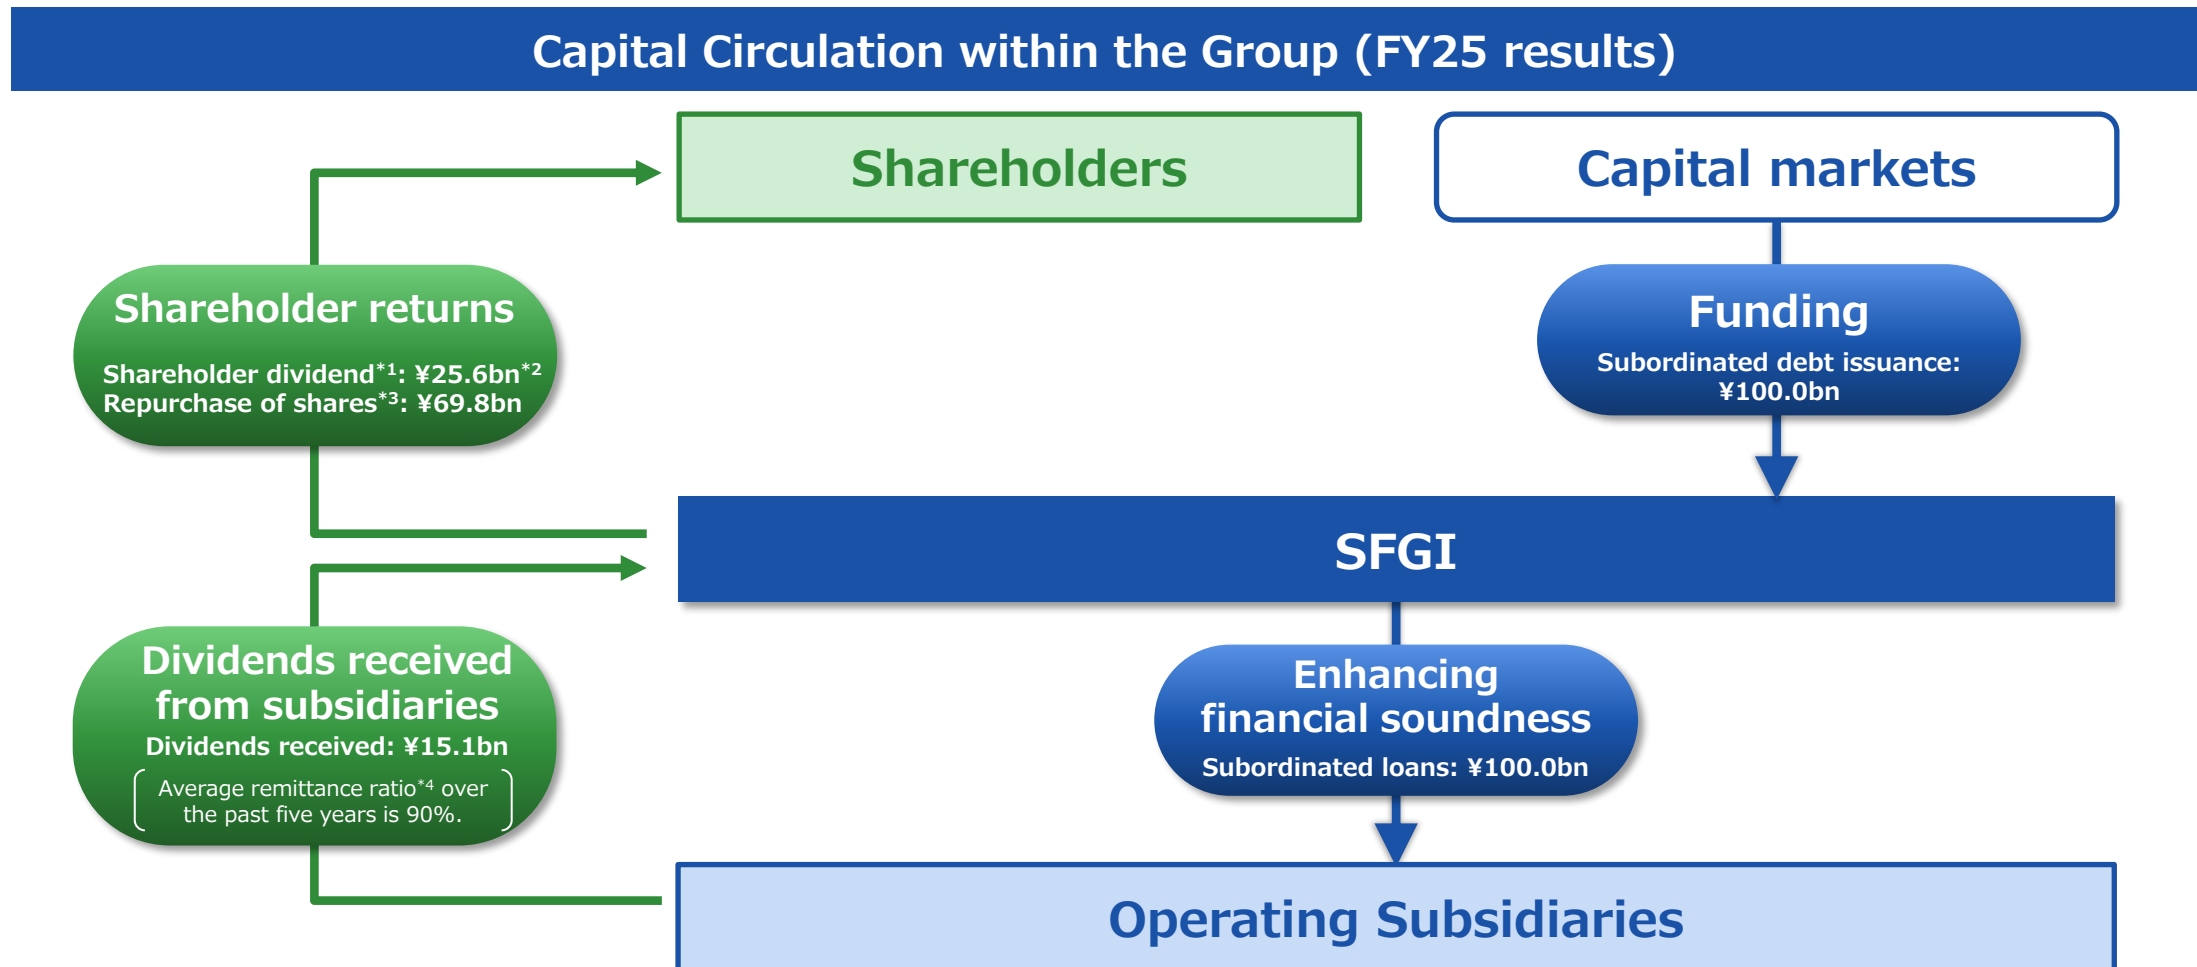 Capital Circulation within the Group (FY25 results)
Shareholders
Capital markets
Shareholder returns
Shareholder dividend*1: ¥25.6bn*2
Repurchase of shares*3: ¥69.8bn
Funding
Subordinated debt issuance:
¥100.0bn
SFGI
Dividends received
from subsidiaries
Dividends received: ¥15.1bn
Average remittance ratio*4 over
the past five years is 90%.
Enhancing
financial soundness
Subordinated loans: ¥100.0bn
Operating Subsidiaries